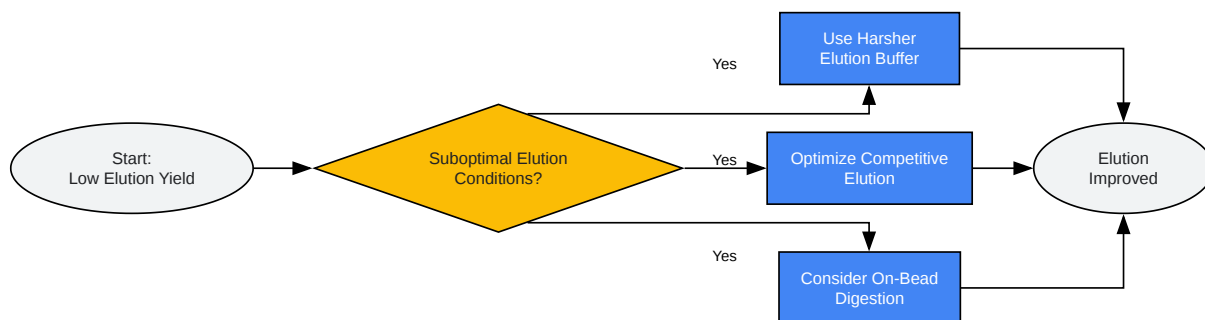 Start:
Low Elution Yield
Suboptimal Elution
Conditions?
Yes
Use Harsher
Elution Buffer
Yes
Optimize Competitive
Elution
Yes
Consider On-Bead
Digestion
Elution
Improved